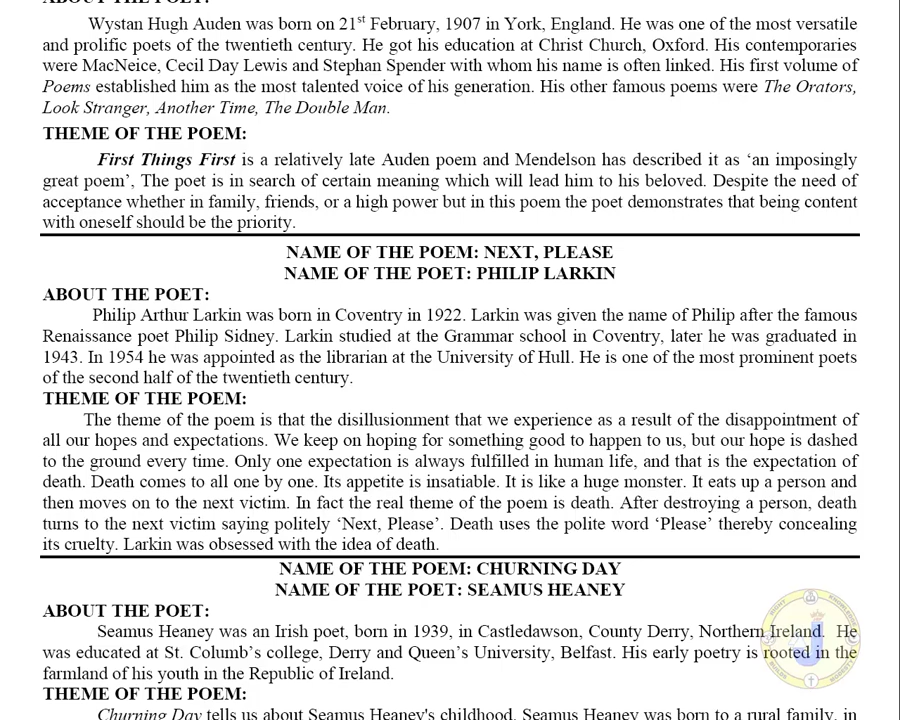 ABOUT THE POET:
Wystan Hugh Auden was born on 21st February, 1907 in York, England. He was one of the most versatile
and prolific poets of the twentieth century. He got his education at Christ Church, Oxford. His contemporaries
were MacNeice, Cecil Day Lewis and Stephan Spender with whom his name is often linked. His first volume of
Poems established him as the most talented voice of his generation. His other famous poems were The Orators,
Look Stranger, Another Time, The Double Man.
THEME OF THE POEM:
First Things First is a relatively late Auden poem and Mendelson has described it as ‘an imposingly
great poem’, The poet is in search of certain meaning which will lead him to his beloved. Despite the need of
acceptance whether in family, friends, or a high power but in this poem the poet demonstrates that being content
with oneself should be the priority.
NAME OF THE POEM: NEXT, PLEASE
NAME OF THE POET: PHILIP LARKIN
ABOUT THE POET:
Philip Arthur Larkin was born in Coventry in 1922. Larkin was given the name of Philip after the famous
Renaissance poet Philip Sidney. Larkin studied at the Grammar school in Coventry, later he was graduated in
1943. In 1954 he was appointed as the librarian at the University of Hull. He is one of the most prominent poets
of the second half of the twentieth century.
THEME OF THE POEM:
The theme of the poem is that the disillusionment that we experience as a result of the disappointment of
all our hopes and expectations. We keep on hoping for something good to happen to us, but our hope is dashed
to the ground every time. Only one expectation is always fulfilled in human life, and that is the expectation of
death. Death comes to all one by one. Its appetite is insatiable. It is like a huge monster. It eats up a person and
then moves on to the next victim. In fact the real theme of the poem is death. After destroying a person, death
turns to the next victim saying politely ‘Next, Please’. Death uses the polite word ‘Please’ thereby concealing
its cruelty. Larkin was obsessed with the idea of death.
NAME OF THE POEM: CHURNING DAY
NAME OF THE POET: SEAMUS HEANEY
ABOUT THE POET:
Seamus Heaney was an Irish poet, born in 1939, in Castledawson, County Derry, Northern Ireland. He
was educated at St. Columb’s college, Derry and Queen’s University, Belfast. His early poetry is rooted in the
farmland of his youth in the Republic of Ireland.
THEME OF THE POEM:
Churning Day tells us about Seamus Heaney's childhood. Seamus Heaney was born to a rural family, in